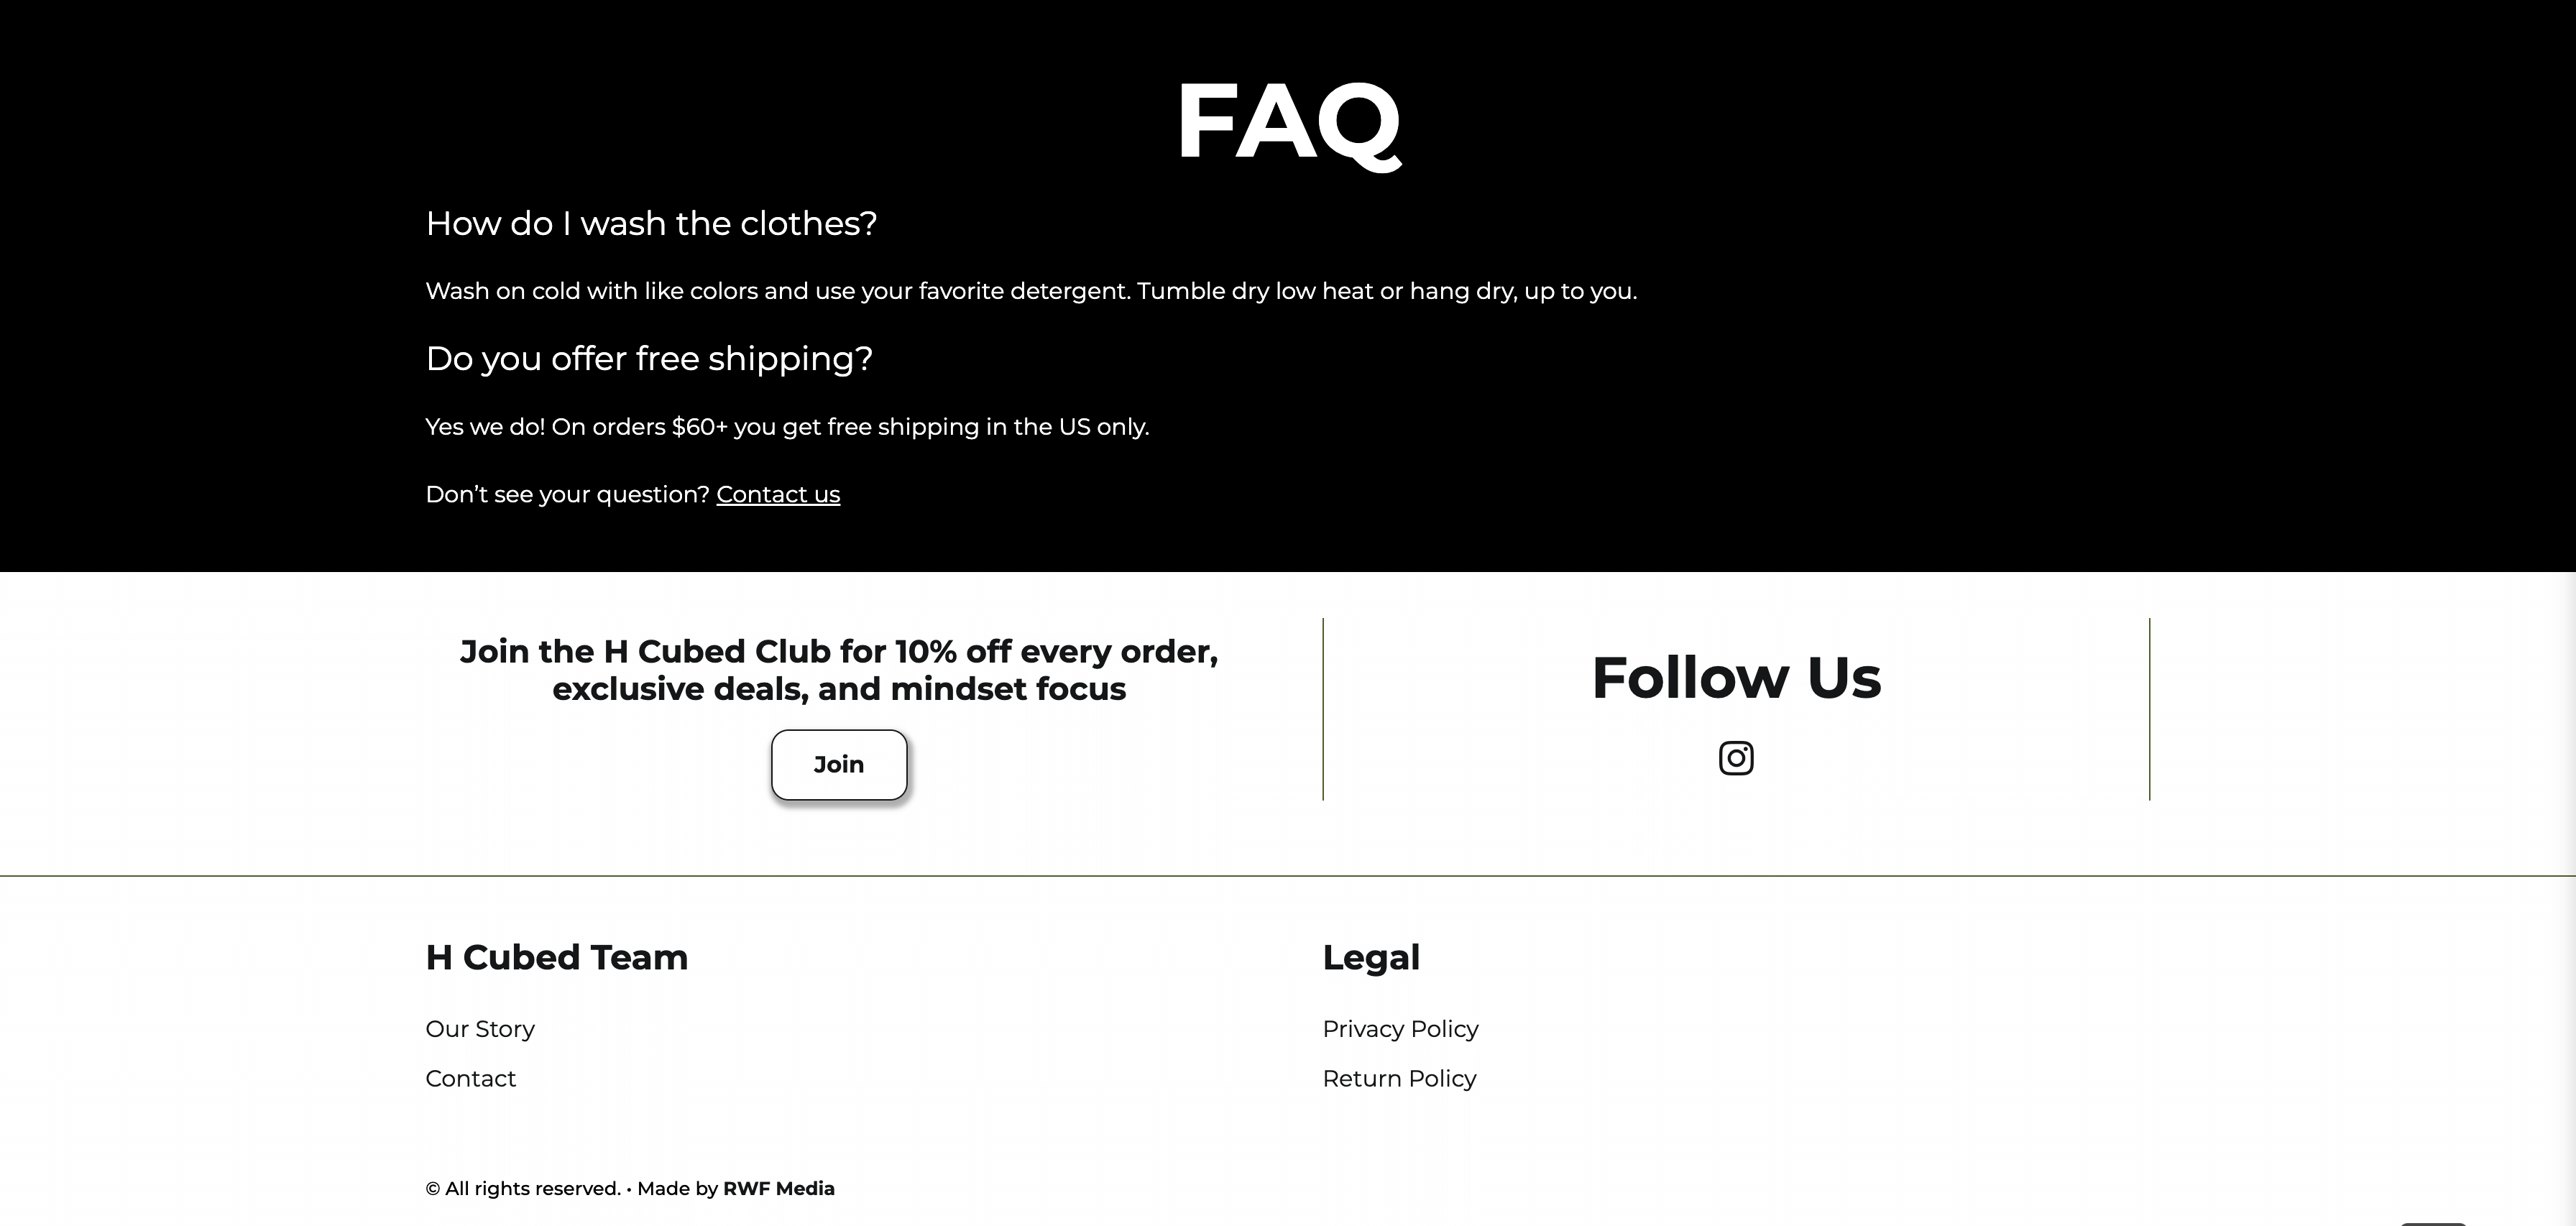 FAQ
How do I wash the clothes?
Wash on cold with like colors and use your favorite detergent. Tumble dry low heat or hang dry, up to you.
Do you offer free shipping?
Yes we do! On orders $60+ you get free shipping in the US only.
Don’t see your question? Contact us
Join the H Cubed Club for 10% off every order,
exclusive deals, and mindset focus
Join
Follow Us
H Cubed Team
Our Story
Contact
Legal
Privacy Policy
Return Policy
© All rights reserved. • Made by RWF Media